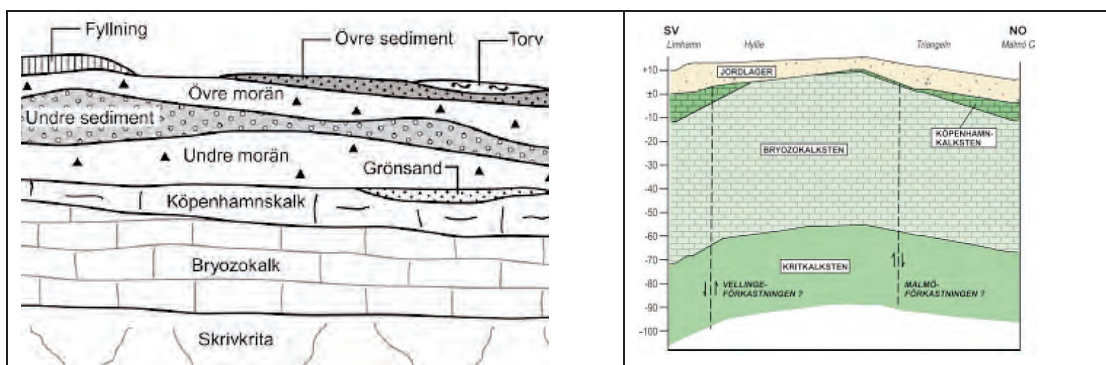 Fyllning
Övre sediment
Torv
Övre morän
Undre sediment
Undre morän
Grönsand
Köpenhamnskalk
Bryozokalk
Skrivkrita
SV
NO
Limhamn
Hyllie
Triangeln
Malmö C
+10
±0
-10
-20
-30
-40
-50
-60
-70
-80
-90
-100
JORDLAGER
KÖPENHAMN-
KALKSTEN
BRYOZOKALKSTEN
KRITKALKSTEN
VELLINGE-
FÖRKASTNINGEN ?
MALMÖ-
FÖRKASTNINGEN ?